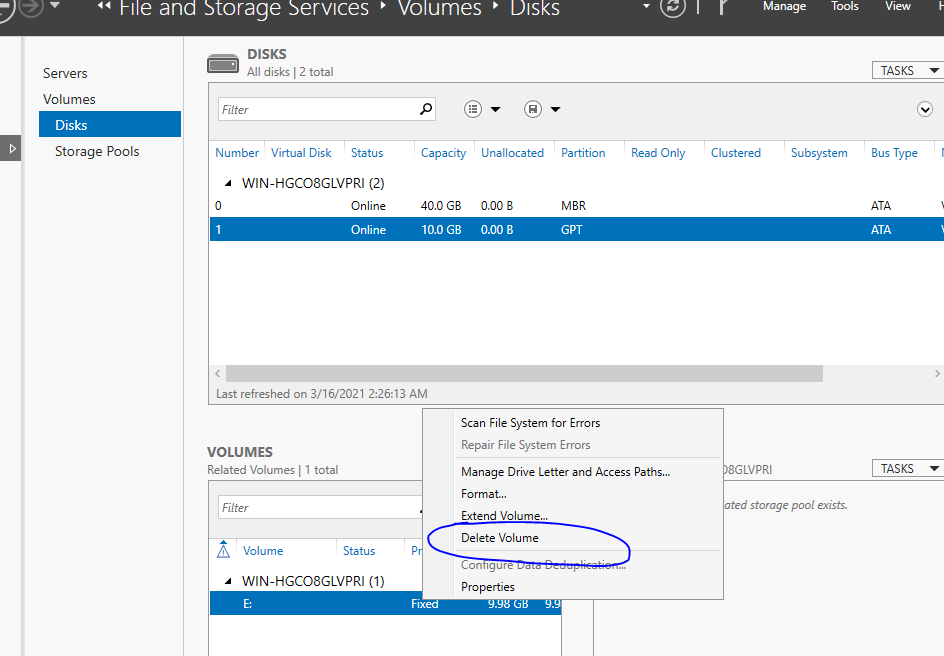 File and Storage Services Volumes Disks Manage Tools View
Servers
Volumes
Disks
Storage Pools
DISKS
All disks | 2 total
TASKS
Filter
Number Virtual Disk Status Capacity Unallocated Partition Read Only Clustered Subsystem Bus Type
WIN-HGCO8GLVPRI (2)
0 Online 40.0 GB 0.00 B MBR ATA
1 Online 10.0 GB 0.00 B GPT ATA
Last refreshed on 3/16/2021 2:26:13 AM
VOLUMES
Related Volumes | 1 total
Filter
Volume Status Pr
WIN-HGCO8GLVPRI (1)
E: Fixed 9.98 GB 9.9
Scan File System for Errors
Repair File System Errors
Manage Drive Letter and Access Paths...
Format...
Extend Volume...
Delete Volume
Configure Data Deduplication...
Properties
8GLVPRI
TASKS
ated storage pool exists.